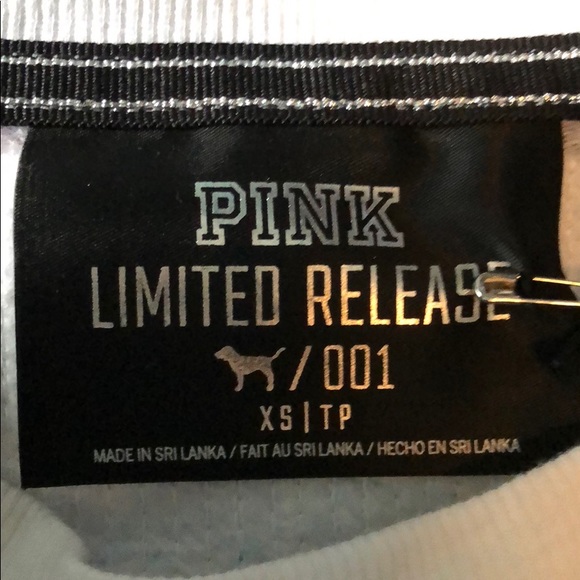 PINK
LIMITED RELEASE
/001
XS|TP
MADE IN SRI LANKA / FAIT AU SRI LANKA / HECHO EN SRI LANKA